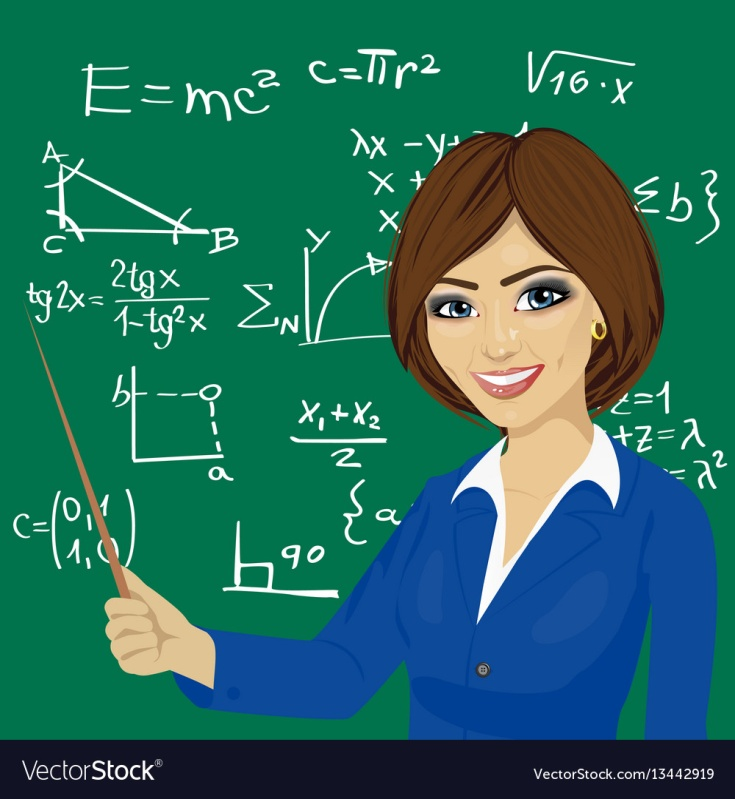 E=mc²
c=πr²
√16·x
λx -y+
x +
x
Σb}
A
C
B
tg2x= 2tgx
1-tg²x
Σ N
y
b
a
x₁+x₂
2
z=1
+z=λ
=λ²
c=(0,1
1,0)
{a
90
VectorStock®
VectorStock.com/13442919